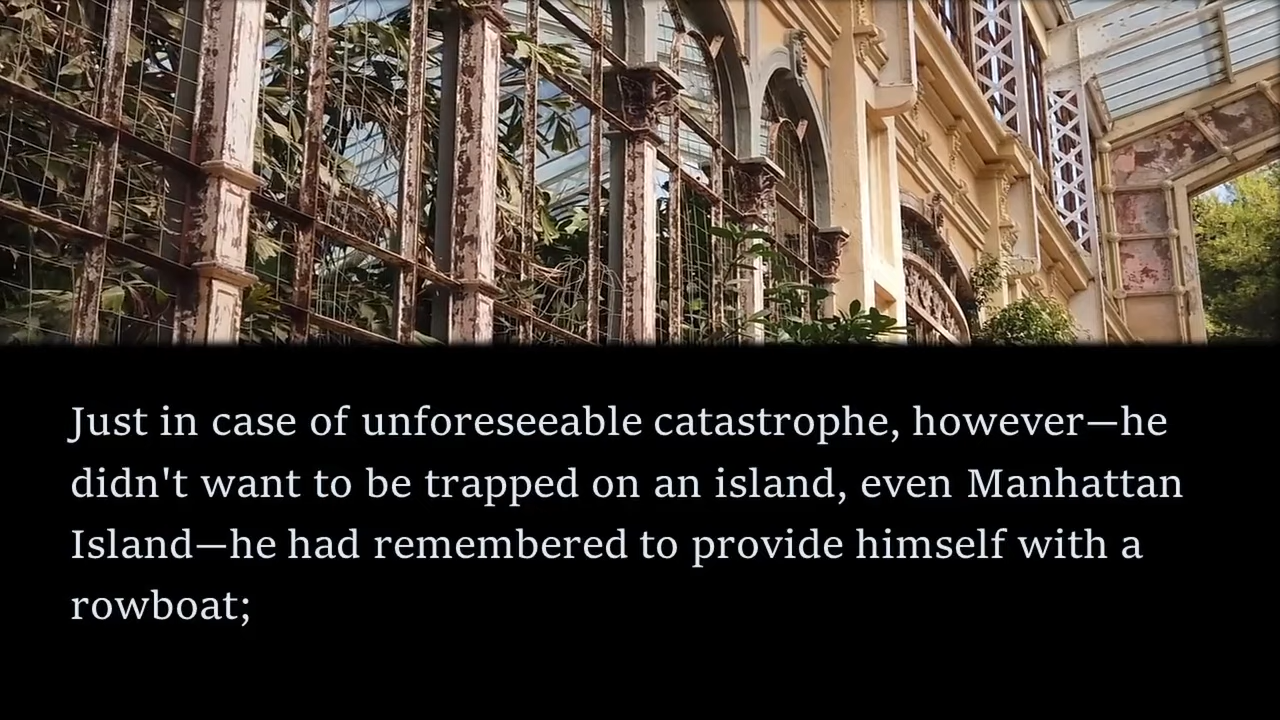 Just in case of unforeseeable catastrophe, however—he
didn't want to be trapped on an island, even Manhattan
Island—he had remembered to provide himself with a
rowboat;